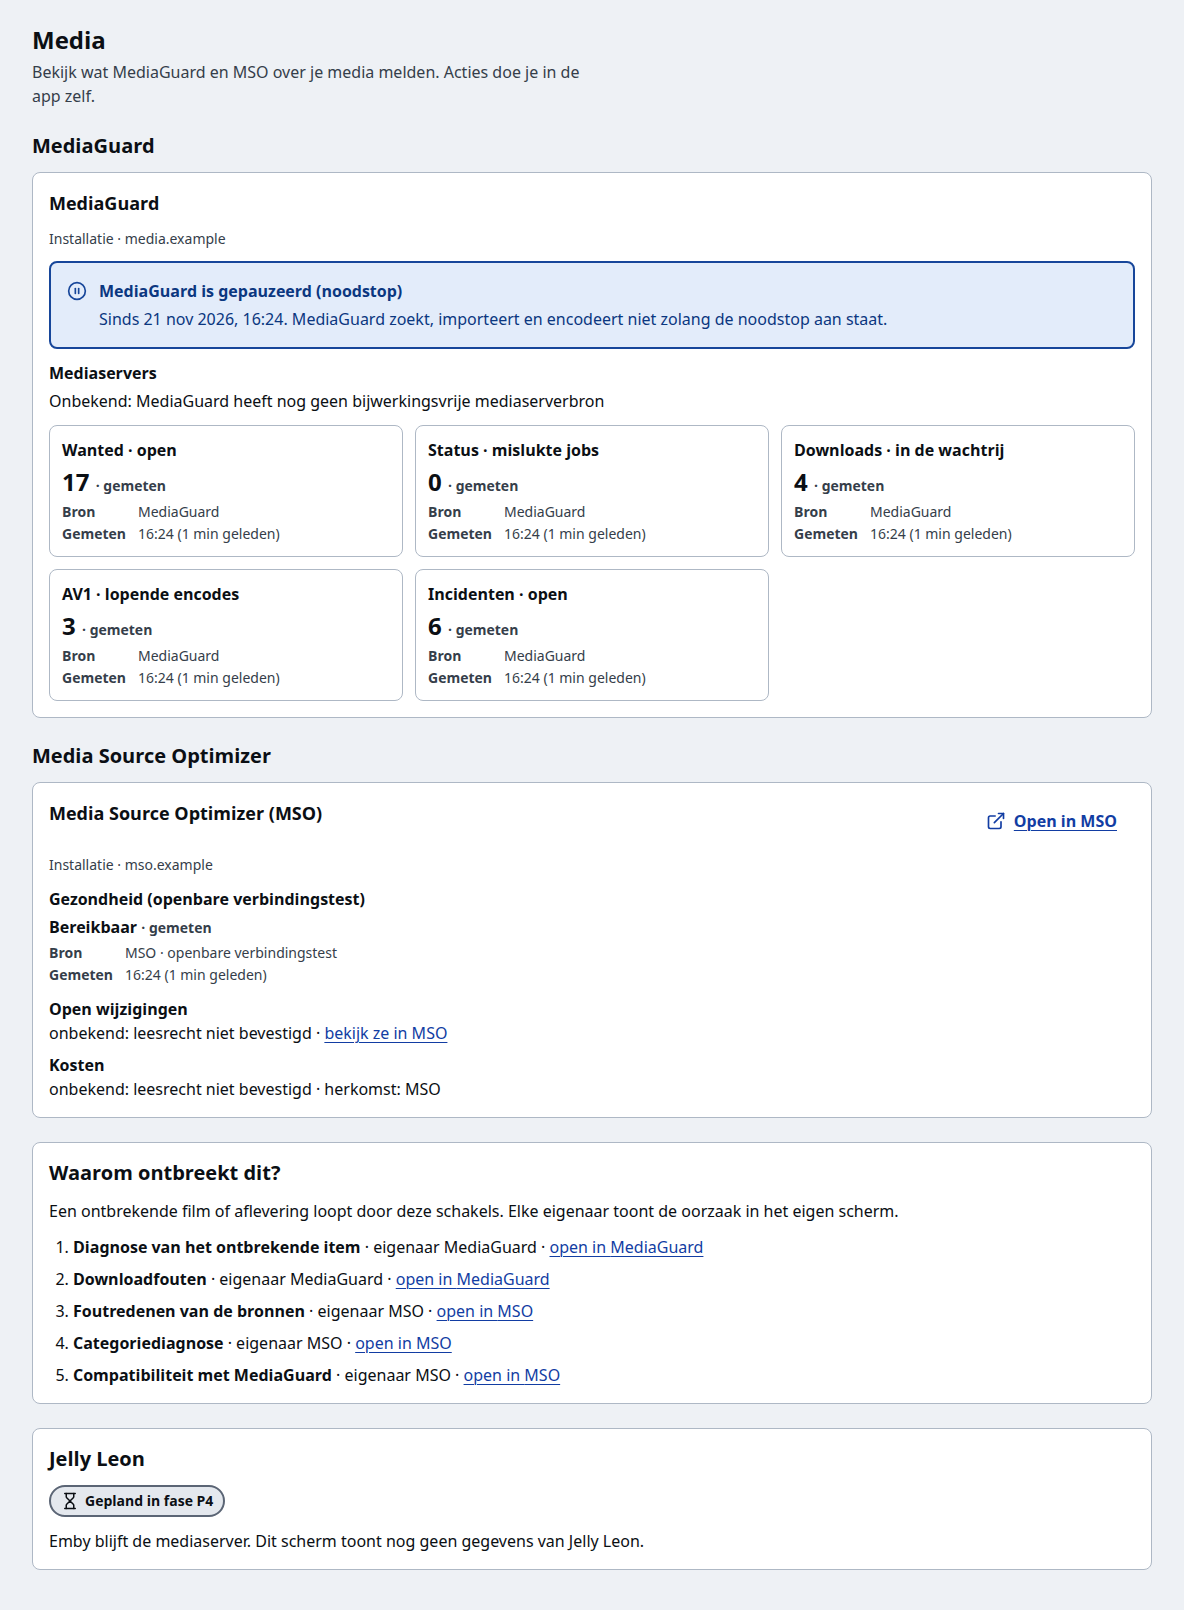 Media
Bekijk wat MediaGuard en MSO over je media melden. Acties doe je in de
app zelf.
MediaGuard
MediaGuard
Installatie · media.example
MediaGuard is gepauzeerd (noodstop)
Sinds 21 nov 2026, 16:24. MediaGuard zoekt, importeert en encodeert niet zolang de noodstop aan staat.
Mediaservers
Onbekend: MediaGuard heeft nog geen bijwerkingsvrije mediaserverbron
Wanted · open
17 · gemeten
Bron MediaGuard
Gemeten 16:24 (1 min geleden)
Status · mislukte jobs
0 · gemeten
Bron MediaGuard
Gemeten 16:24 (1 min geleden)
Downloads · in de wachtrij
4 · gemeten
Bron MediaGuard
Gemeten 16:24 (1 min geleden)
AV1 · lopende encodes
3 · gemeten
Bron MediaGuard
Gemeten 16:24 (1 min geleden)
Incidenten · open
6 · gemeten
Bron MediaGuard
Gemeten 16:24 (1 min geleden)
Media Source Optimizer
Media Source Optimizer (MSO)
Open in MSO
Installatie · mso.example
Gezondheid (openbare verbindingstest)
Bereikbaar · gemeten
Bron MSO · openbare verbindingstest
Gemeten 16:24 (1 min geleden)
Open wijzigingen
onbekend: leesrecht niet bevestigd · bekijk ze in MSO
Kosten
onbekend: leesrecht niet bevestigd · herkomst: MSO
Waarom ontbreekt dit?
Een ontbrekende film of aflevering loopt door deze schakels. Elke eigenaar toont de oorzaak in het eigen scherm.
1. Diagnose van het ontbrekende item · eigenaar MediaGuard · open in MediaGuard
2. Downloadfouten · eigenaar MediaGuard · open in MediaGuard
3. Foutredenen van de bronnen · eigenaar MSO · open in MSO
4. Categoriediagnose · eigenaar MSO · open in MSO
5. Compatibiliteit met MediaGuard · eigenaar MSO · open in MSO
Jelly Leon
Gepland in fase P4
Emby blijft de mediaserver. Dit scherm toont nog geen gegevens van Jelly Leon.